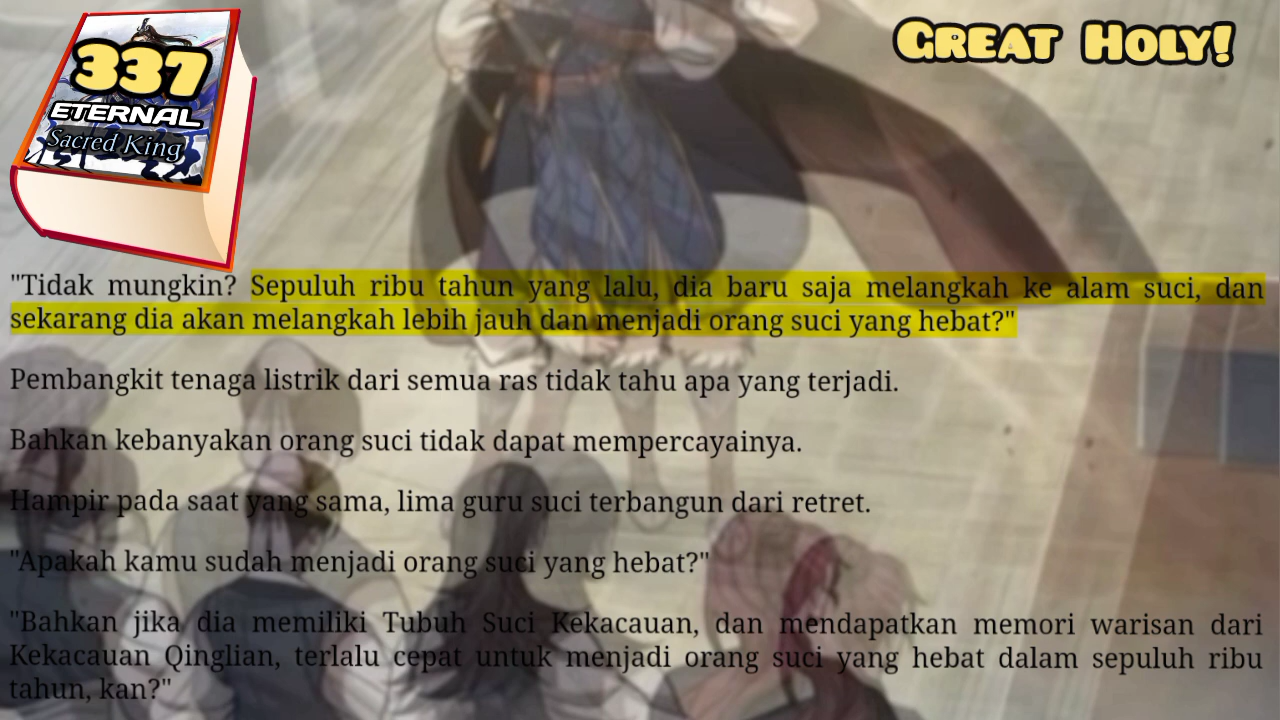 337
ETERNAL
Sacred King
GREAT HOLY!
"Tidak mungkin? Sepuluh ribu tahun yang lalu, dia baru saja melangkah ke alam suci, dan
sekarang dia akan melangkah lebih jauh dan menjadi orang suci yang hebat?"
Pembangkit tenaga listrik dari semua ras tidak tahu apa yang terjadi.
Bahkan kebanyakan orang suci tidak dapat mempercayainya.
Hampir pada saat yang sama, lima guru suci terbangun dari retret.
"Apakah kamu sudah menjadi orang suci yang hebat?"
"Bahkan jika dia memiliki Tubuh Suci Kekacauan, dan mendapatkan memori warisan dari
Kekacauan Qinglian, terlalu cepat untuk menjadi orang suci yang hebat dalam sepuluh ribu
tahun, kan?"